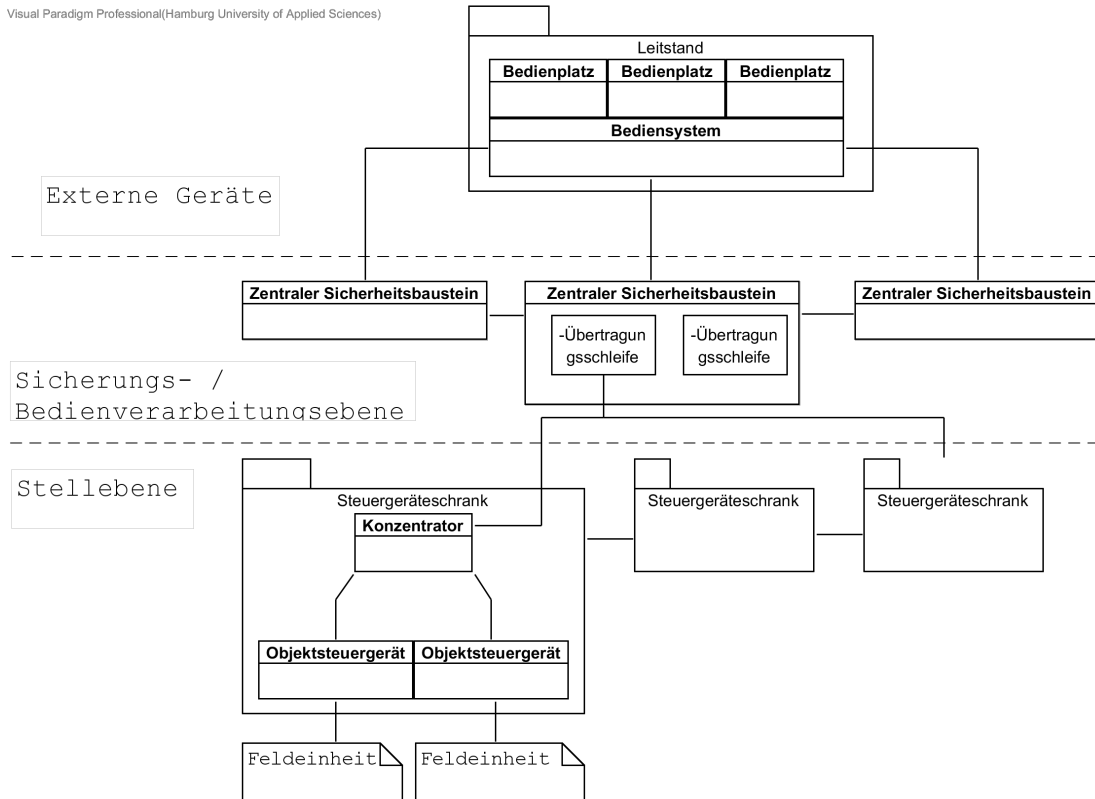 Visual Paradigm Professional(Hamburg University of Applied Sciences)
Leitstand
Bedienplatz
Bedienplatz
Bedienplatz
Bediensystem
Externe Geräte
Zentraler Sicherheitsbaustein
Zentraler Sicherheitsbaustein
Zentraler Sicherheitsbaustein
-Übertragun
gsschleife
-Übertragun
gsschleife
Sicherungs- /
Bedienverarbeitungsebene
Stellebene
Steuergeräteschrank
Steuergeräteschrank
Steuergeräteschrank
Konzentrator
Objektsteuergerät
Objektsteuergerät
Feldeinheit
Feldeinheit